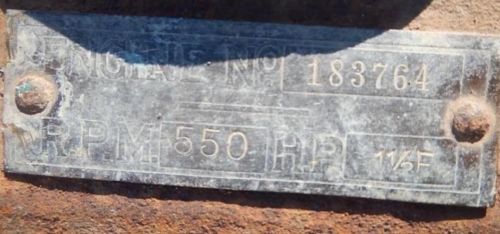 ENGINE No 183764
R.P.M 550 H.P. 1½F